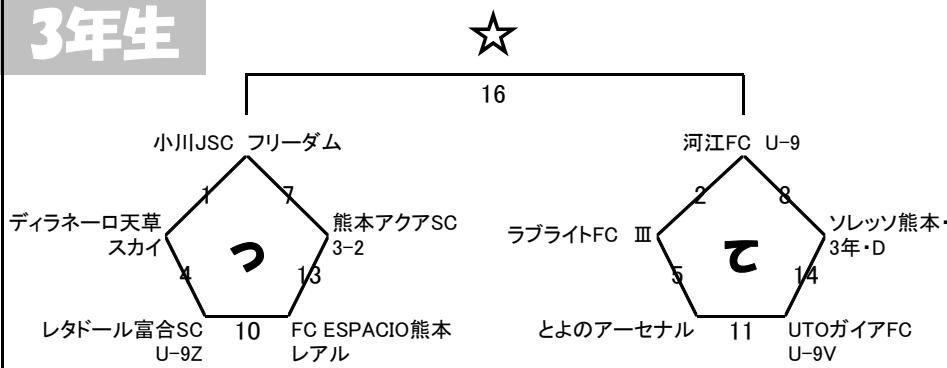 3年生
☆
16
小川JSC フリーダム
河江FC U-9
1
7
2
8
ディラネーロ天草
スカイ
熊本アクアSC
3-2
ラブライトFC Ⅲ
ソレッソ熊本・
3年・D
っ
て
4
13
5
14
レタドール富合SC
U-9Z
10
FC ESPACIO熊本
レアル
とよのアーセナル
11
UTOガイアFC
U-9V